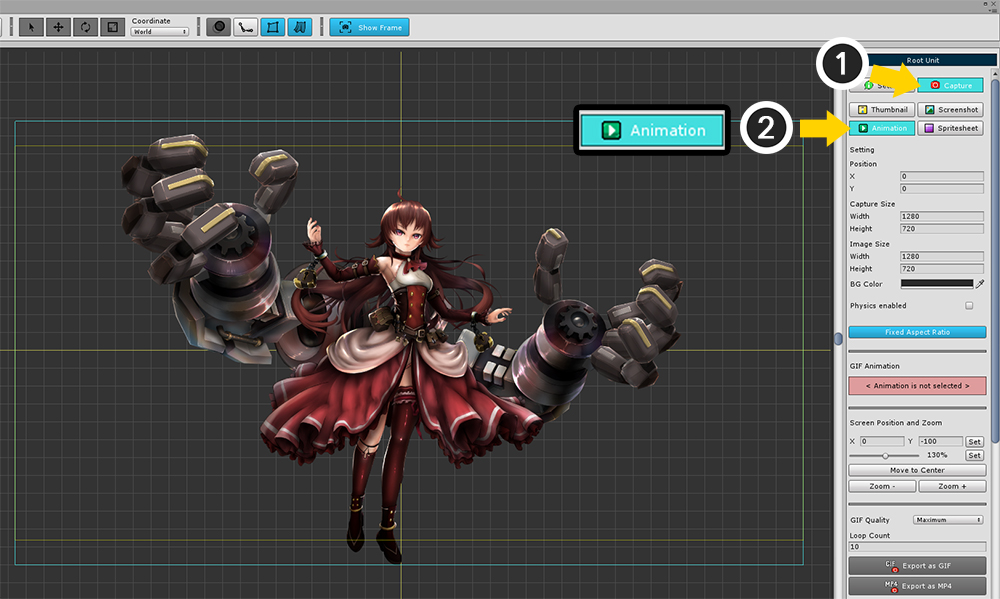 Coordinate
World
Show Frame
Root Unit
1
Capture
Thumbnail
Screenshot
Animation
2
Animation
Spritesheet
Setting
Position
X
0
Y
0
Capture Size
Width
1280
Height
720
Image Size
Width
1280
Height
720
BG Color
Physics enabled
Fixed Aspect Ratio
GIF Animation
< Animation is not selected >
Screen Position and Zoom
X 0 Y -100 Set
130% Set
Move to Center
Zoom - Zoom +
GIF Quality Maximum
Loop Count
10
GIF Export as GIF
MP4 Export as MP4